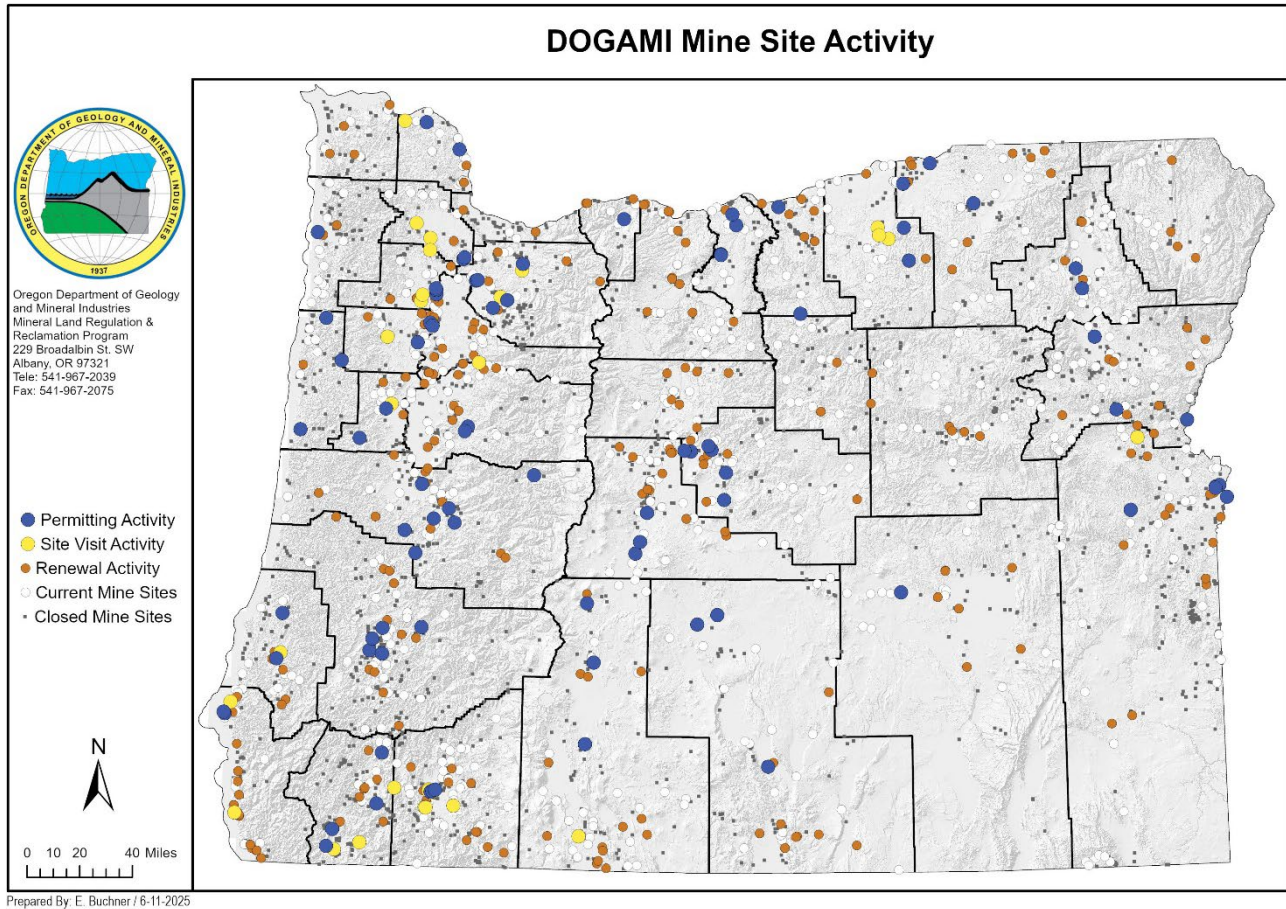 DOGAMI Mine Site Activity
OREGON DEPARTMENT OF GEOLOGY AND MINERAL INDUSTRIES
1937
Oregon Department of Geology
and Mineral Industries
Mineral Land Regulation &
Reclamation Program
229 Broadalbin St. SW
Albany, OR 97321
Tele: 541-967-2039
Fax: 541-967-2075
Permitting Activity
Site Visit Activity
Renewal Activity
Current Mine Sites
Closed Mine Sites
N
0 10 20 40 Miles
Prepared By: E. Buchner / 6-11-2025